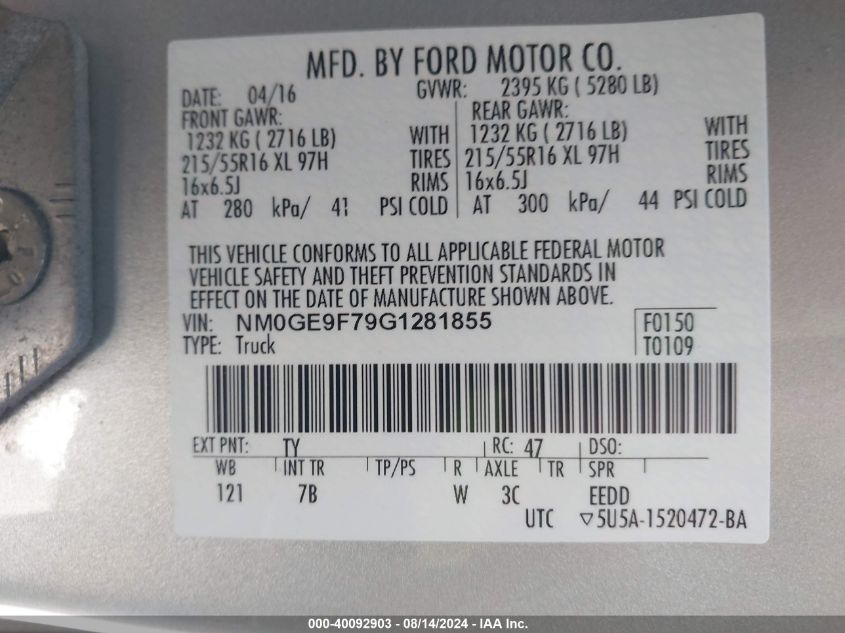 MFD. BY FORD MOTOR CO.
DATE: 04/16 GVWR: 2395 KG ( 5280 LB)
FRONT GAWR: REAR GAWR:
1232 KG ( 2716 LB) WITH 1232 KG ( 2716 LB) WITH
215/55R16 XL 97H TIRES 215/55R16 XL 97H TIRES
16x6.5J RIMS 16x6.5J RIMS
AT 280 kPa/ 41 PSI COLD AT 300 kPa/ 44 PSI COLD
THIS VEHICLE CONFORMS TO ALL APPLICABLE FEDERAL MOTOR
VEHICLE SAFETY AND THEFT PREVENTION STANDARDS IN
EFFECT ON THE DATE OF MANUFACTURE SHOWN ABOVE.
VIN: NM0GE9F79G1281855 F0150
TYPE: Truck T0109
EXT PNT: TY RC: 47 DSO:
WB INT TR TP/PS R AXLE TR SPR
121 7B W 3C EEDD
UTC ▽5U5A-1520472-BA
000-40092903 - 08/14/2024 - IAA Inc.